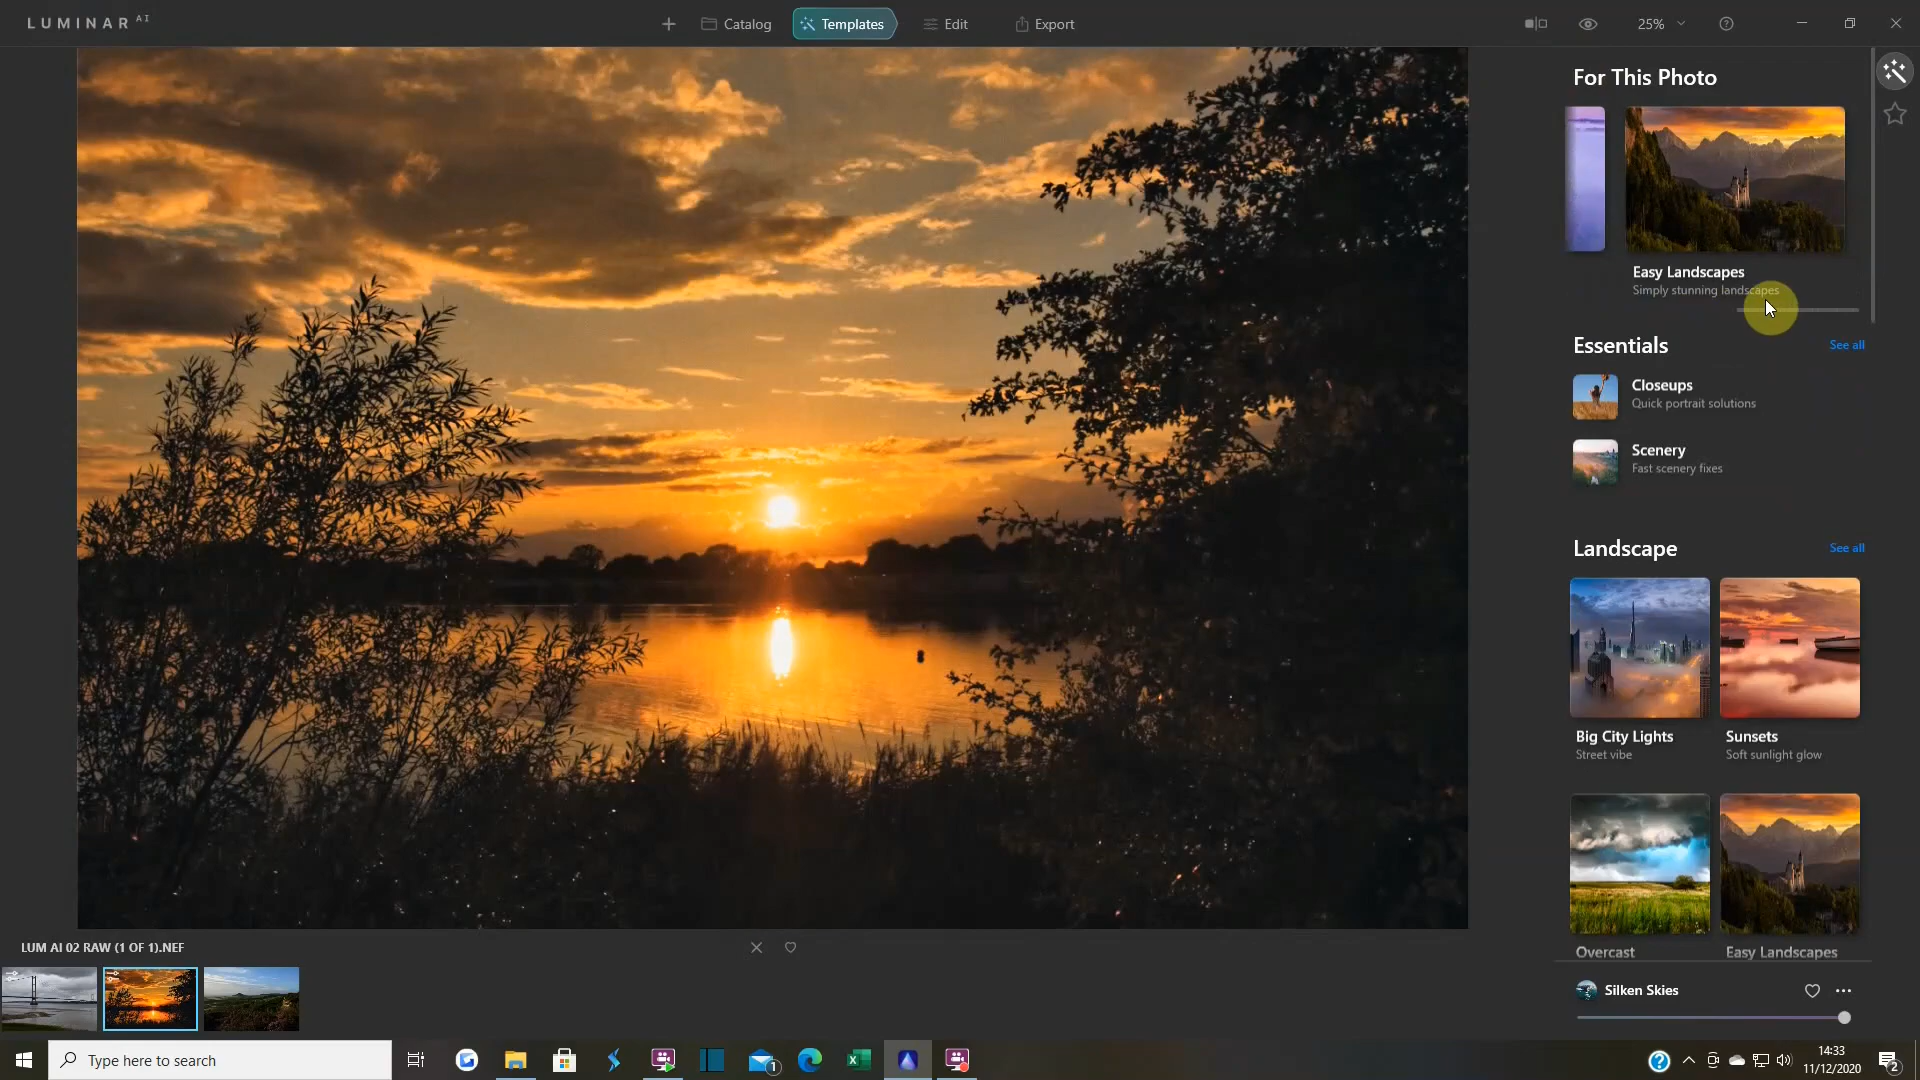 LUMINAR AI
Catalog
Templates
Edit
Export
25%
For This Photo
Easy Landscapes
Simply stunning landscapes
Essentials
See all
Closeups
Quick portrait solutions
Scenery
Fast scenery fixes
Landscape
See all
Big City Lights
Street vibe
Sunsets
Soft sunlight glow
Overcast
Easy Landscapes
LUM AI 02 RAW (1 OF 1).NEF
Silken Skies
Type here to search
1
14:33
11/12/2020
2